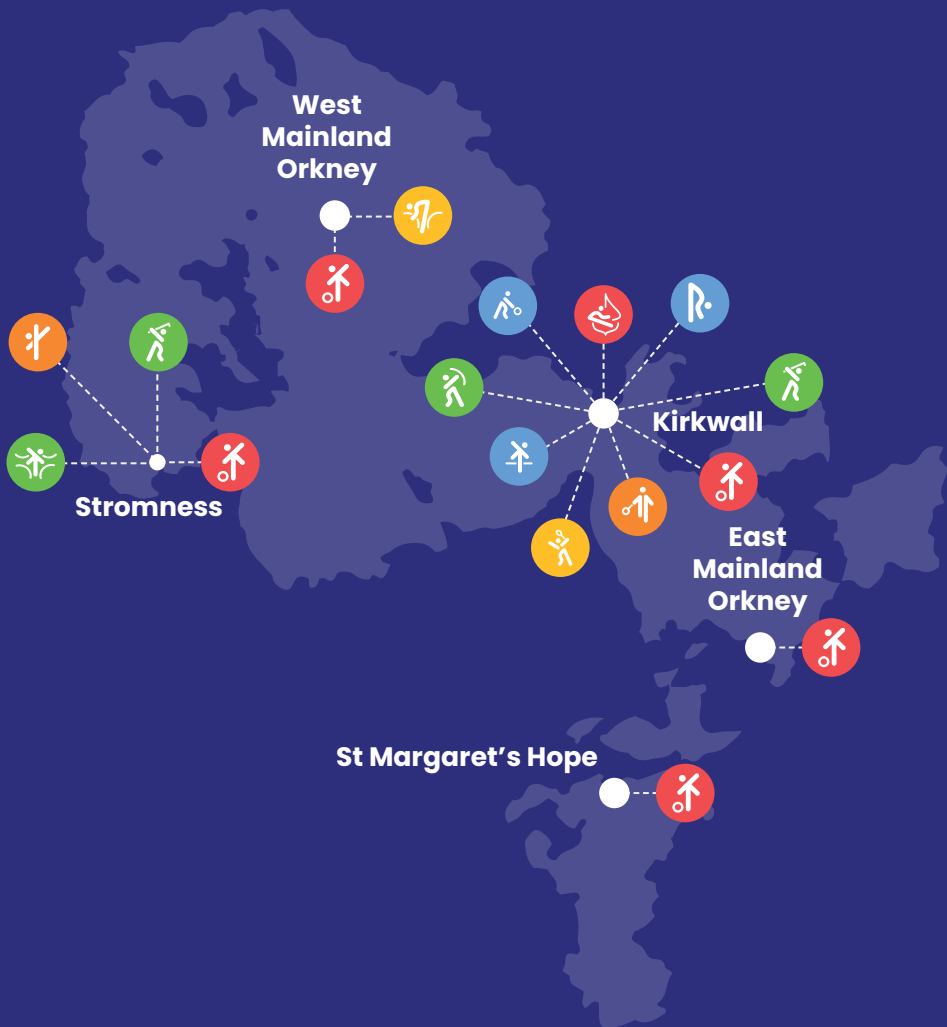 West
Mainland
Orkney
Kirkwall
Stromness
East
Mainland
Orkney
St Margaret’s Hope